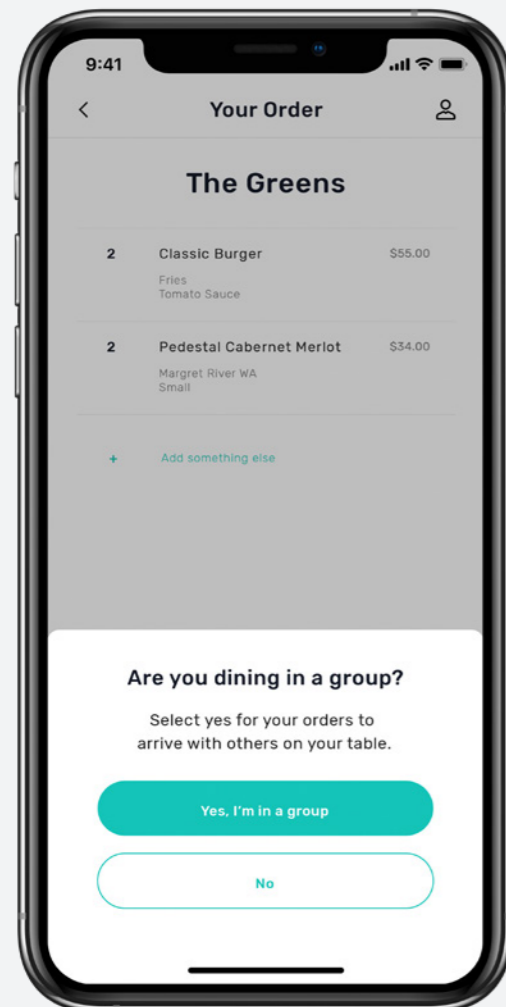 9:41
Your Order
The Greens
2 Classic Burger $55.00
Fries
Tomato Sauce
2 Pedestal Cabernet Merlot $34.00
Margret River WA
Small
+ Add something else
Are you dining in a group?
Select yes for your orders to
arrive with others on your table.
Yes, I'm in a group
No